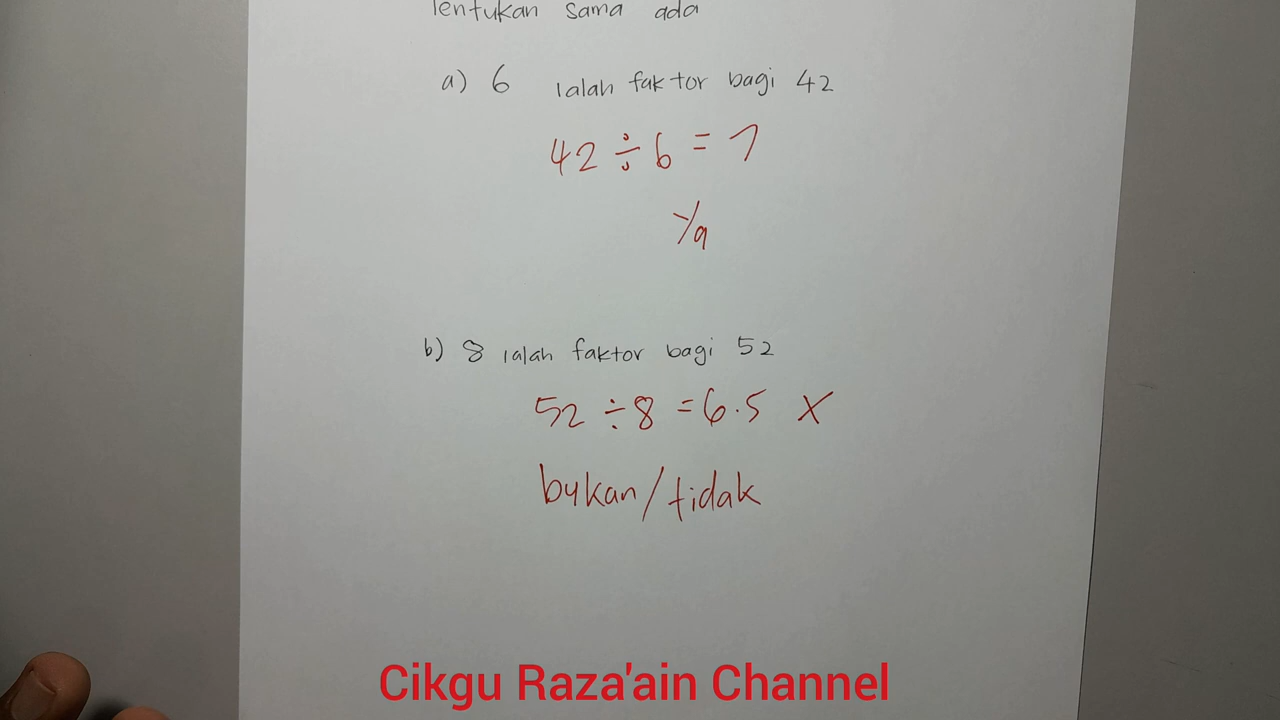 Tentukan sama ada
a) 6 ialah faktor bagi 42
42 ÷ 6 = 7
Ya
b) 8 ialah faktor bagi 52
52 ÷ 8 = 6.5 X
bukan/tidak
Cikgu Raza'ain Channel